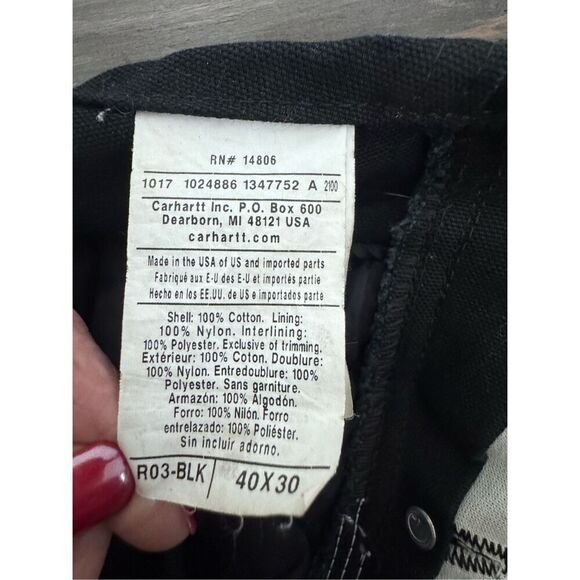 RN# 14806
1017 1024886 1347752 A 2100
Carhartt Inc. P.O. Box 600
Dearborn, MI 48121 USA
carhartt.com
Made in the USA of US and imported parts
Fabriqué aux E-U des E-U et importés partie
Hecho en los EE.UU. de US e importados parte
Shell: 100% Cotton. Lining:
100% Nylon. Interlining:
100% Polyester. Exclusive of trimming.
Extérieur: 100% Coton. Doublure:
100% Nylon. Entredoublure: 100%
Polyester. Sans garniture.
Armazón: 100% Algodón.
Forro: 100% Nilón. Forro
entrelazado: 100% Poliéster.
Sin incluir adorno.
R03-BLK / 40X30